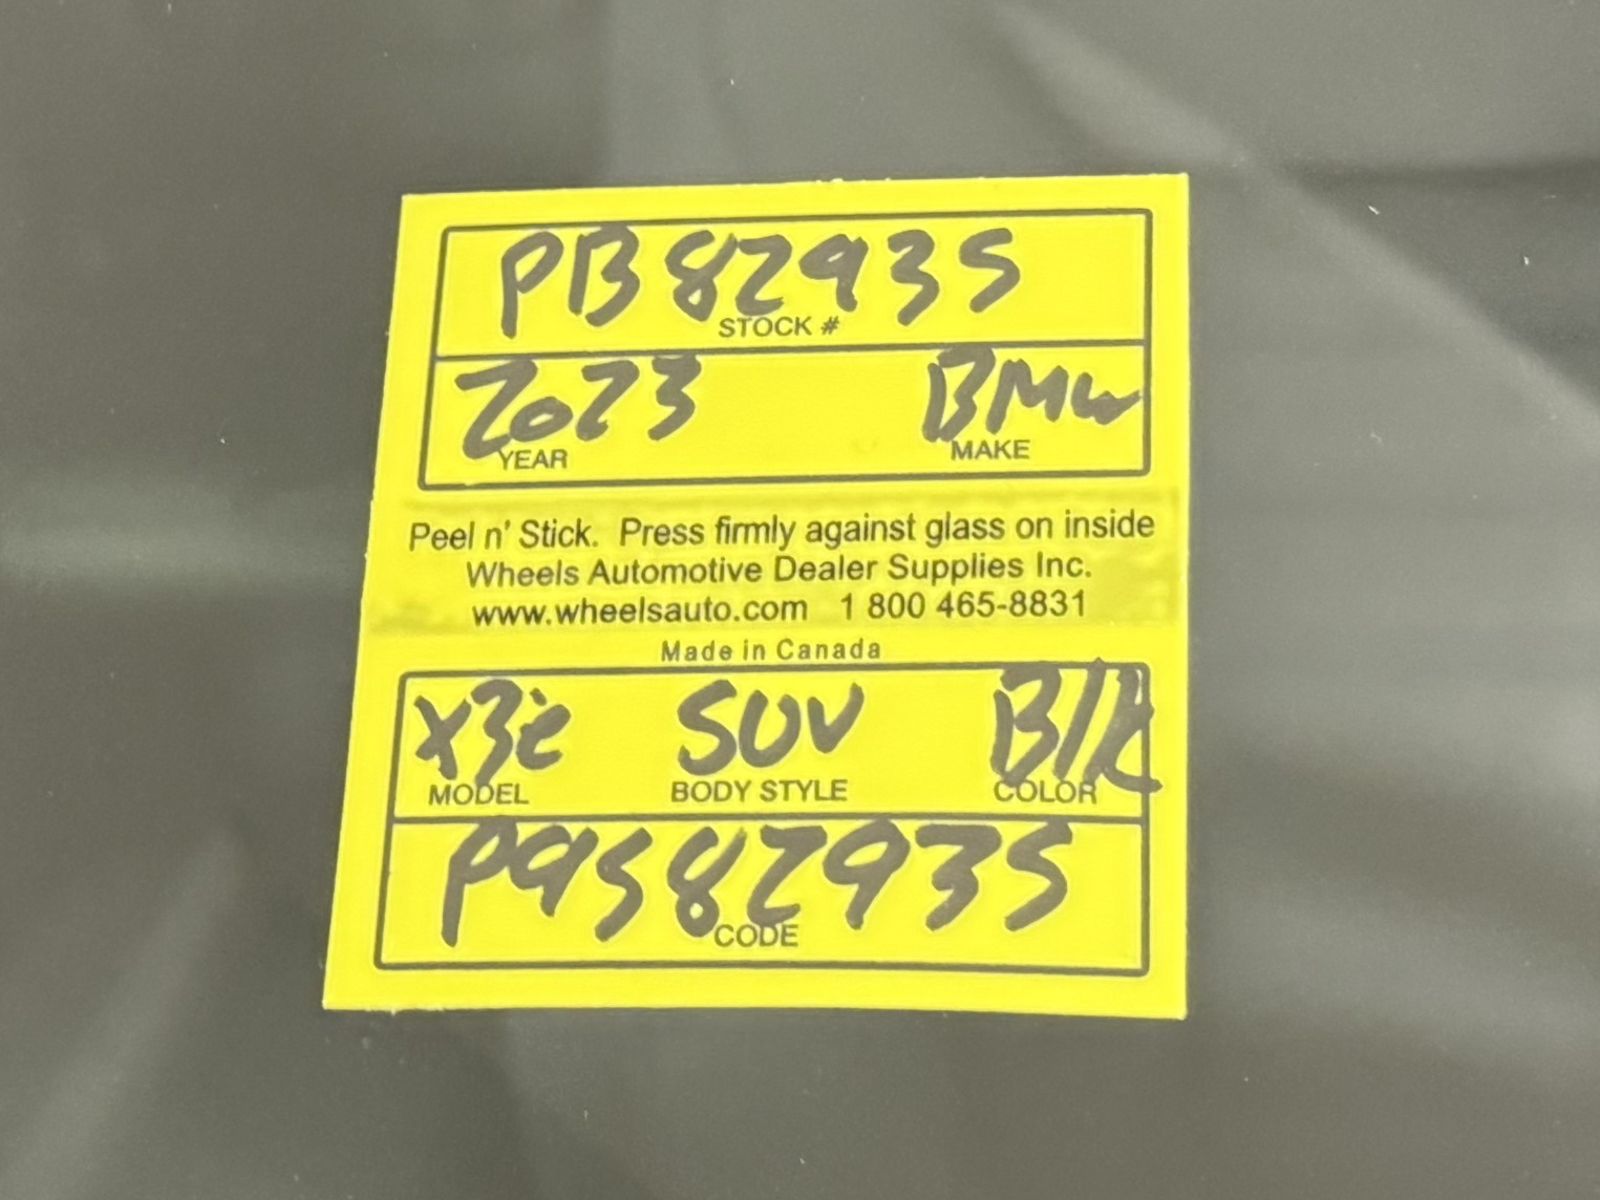 PB82935
STOCK #
2023 BMW
YEAR MAKE
Peel n' Stick. Press firmly against glass on inside
Wheels Automotive Dealer Supplies Inc.
www.wheelsauto.com 1 800 465-8831
Made in Canada
X3e SUV Blk
MODEL BODY STYLE COLOR
P9S82935
CODE